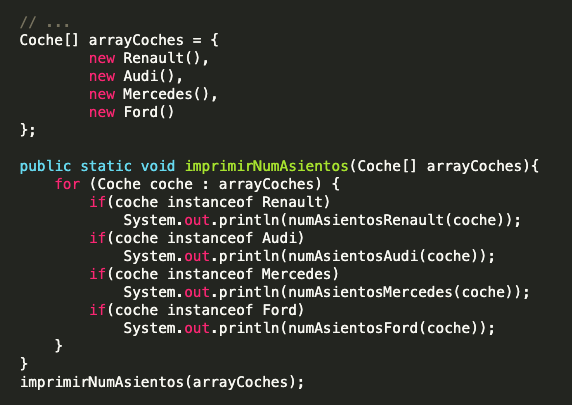 // ...
Coche[] arrayCoches = {
        new Renault(),
        new Audi(),
        new Mercedes(),
        new Ford()
};

public static void imprimirNumAsientos(Coche[] arrayCoches){
    for (Coche coche : arrayCoches) {
        if(coche instanceof Renault)
            System.out.println(numAsientosRenault(coche));
        if(coche instanceof Audi)
            System.out.println(numAsientosAudi(coche));
        if(coche instanceof Mercedes)
            System.out.println(numAsientosMercedes(coche));
        if(coche instanceof Ford)
            System.out.println(numAsientosFord(coche));
    }
}
imprimirNumAsientos(arrayCoches);